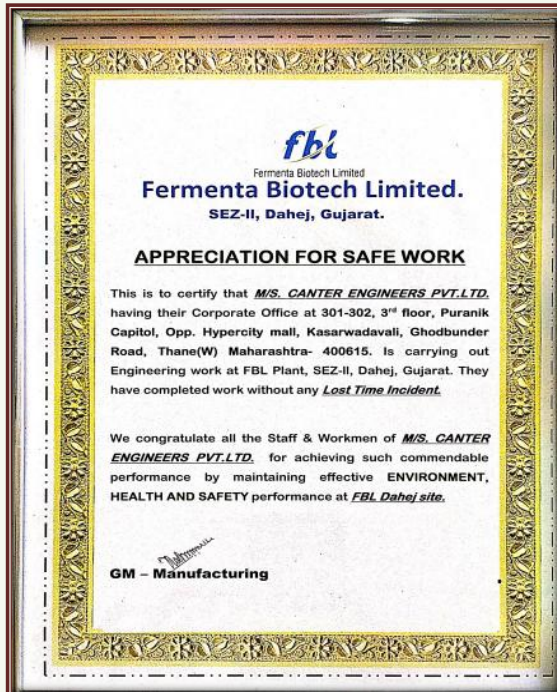 fbl
Fermenta Biotech Limited
Fermenta Biotech Limited.
SEZ-II, Dahej, Gujarat.
APPRECIATION FOR SAFE WORK
This is to certify that M/S. CANTER ENGINEERS PVT.LTD.
having their Corporate Office at 301-302, 3rd floor, Puranik
Capitol, Opp. Hypercity mall, Kasarwadavali, Ghodbunder
Road, Thane(W) Maharashtra- 400615. Is carrying out
Engineering work at FBL Plant, SEZ-II, Dahej, Gujarat. They
have completed work without any Lost Time Incident.
We congratulate all the Staff & Workmen of M/S. CANTER
ENGINEERS PVT.LTD. for achieving such commendable
performance by maintaining effective ENVIRONMENT,
HEALTH AND SAFETY performance at FBL Dahej site.
GM – Manufacturing